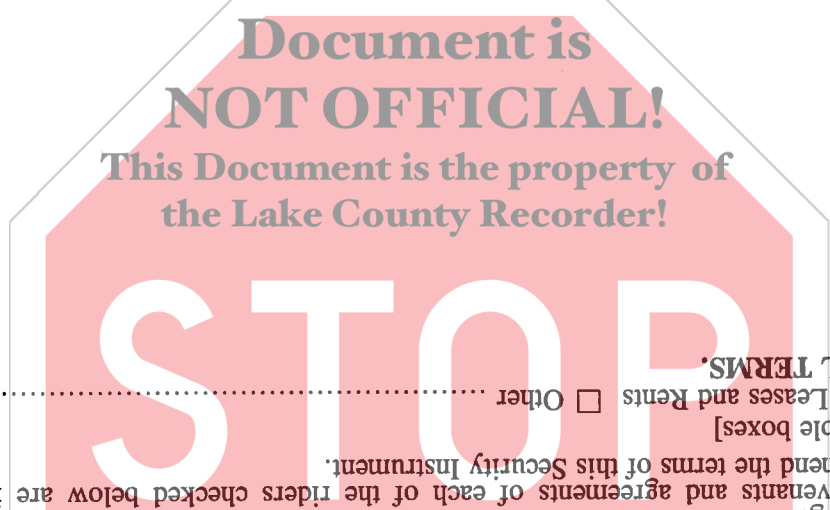 Document is
NOT OFFICIAL!
This Document is the property of
the Lake County Recorder!
STOP
venants and agreements of each of the riders checked below are
nend the terms of this Security Instrument.
ble boxes]
Leases and Rents ☐ Other ..................................................
TERMS.